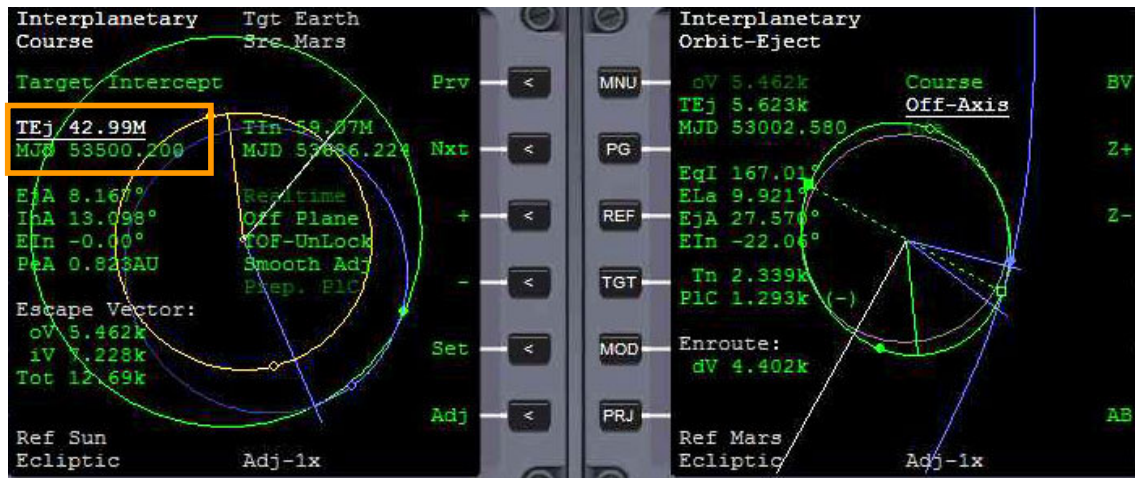 Interplanetary Tgt Earth
Course Src Mars
Target Intercept
TEj 42.99M TIn 59.07M
MJD 53500.200 MJD 53686.224
EjA 8.167°
InA 13.098° Off Plane
EIn -0.00° TOF-UnLock
PeA 0.823AU Smooth Adj
Prep. PlC
Escape Vector:
oV 5.462k
iV 7.228k
Tot 12.69k
Ref Sun
Ecliptic Adj-1x
Prv
Nxt
+
-
Set
Adj
<
<
<
<
<
<
MNU
PG
REF
TGT
MOD
PRJ
Interplanetary
Orbit-Eject
oV 5.462k Course
TEj 5.623k Off-Axis
MJD 53002.580
EqI 167.01°
ELa 9.921°
EjA 27.570°
EIn -22.06°
Tn 2.339k
PlC 1.293k (-)
Enroute:
dV 4.402k
Ref Mars
Ecliptic Adj-1x
BV
Z+
Z-
AB